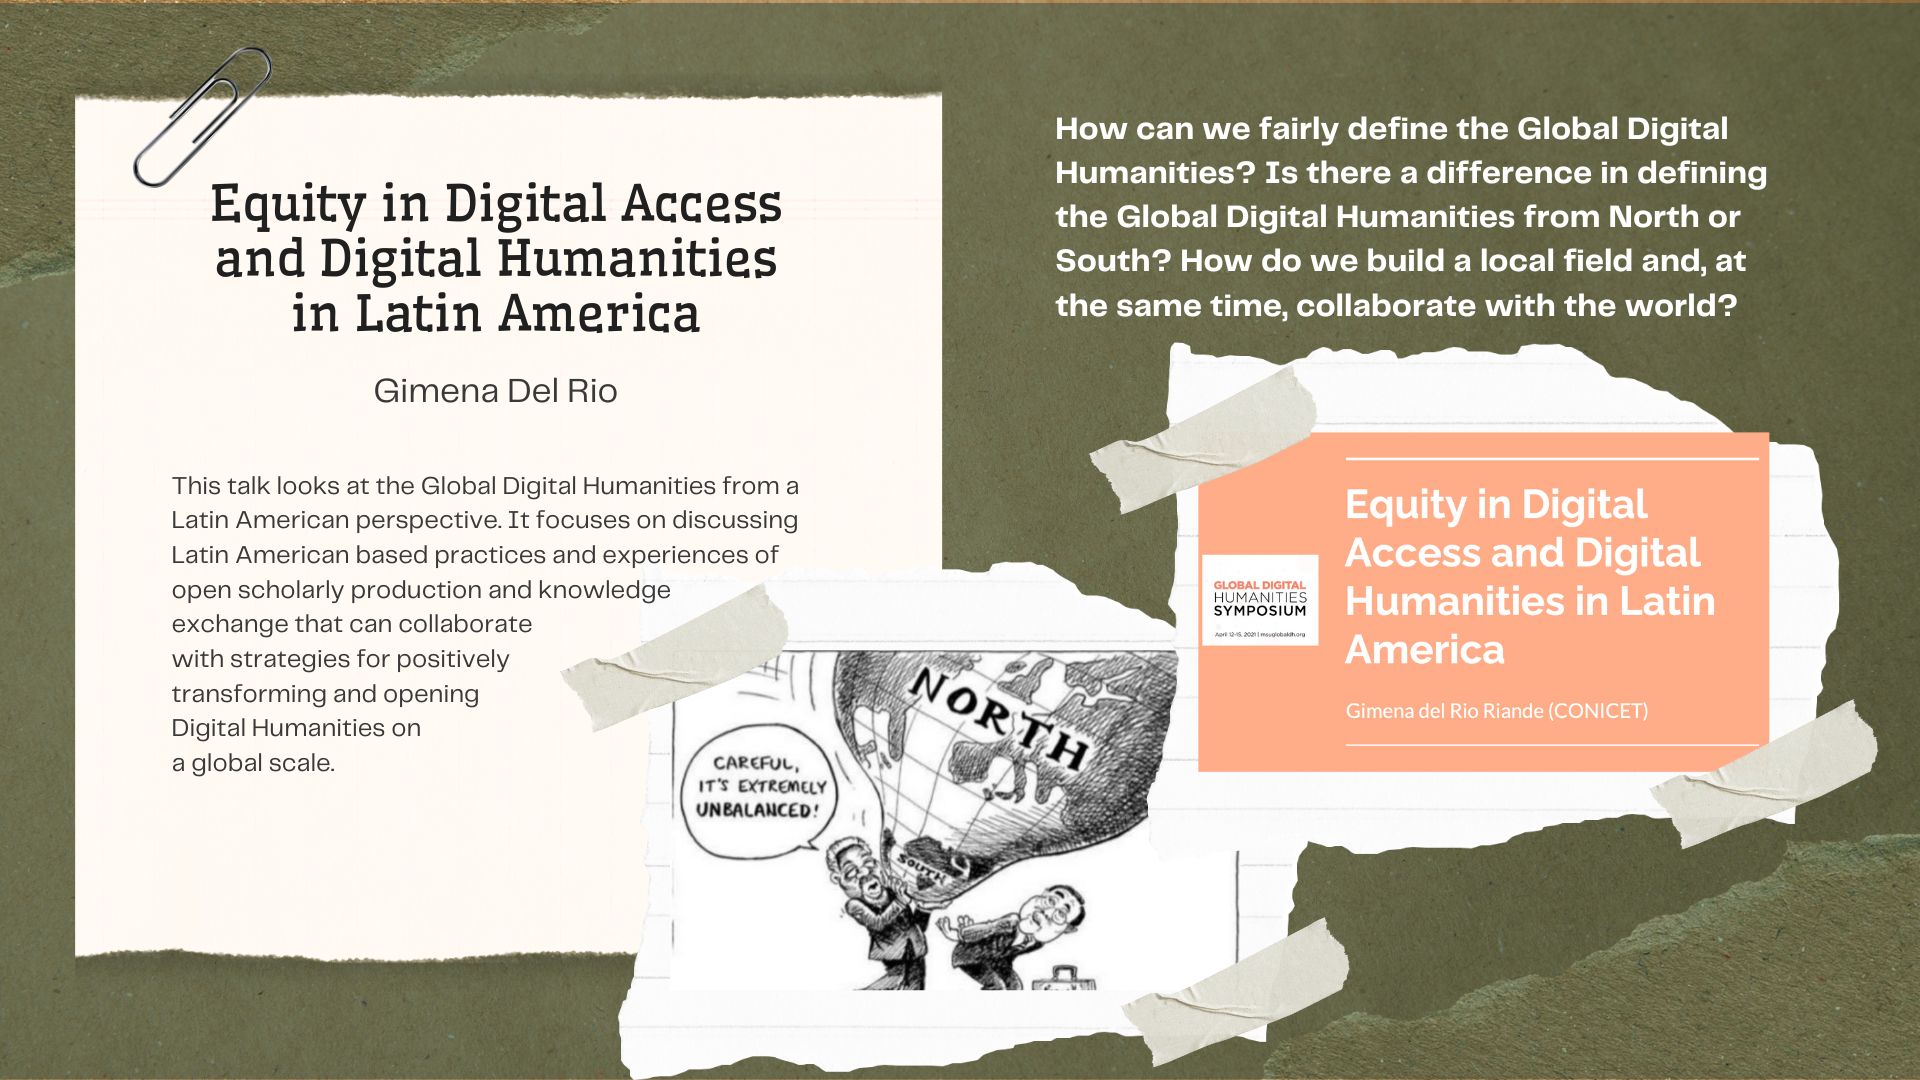 Equity in Digital Access
and Digital Humanities
in Latin America
Gimena Del Rio
This talk looks at the Global Digital Humanities from a
Latin American perspective. It focuses on discussing
Latin American based practices and experiences of
open scholarly production and knowledge
exchange that can collaborate
with strategies for positively
transforming and opening
Digital Humanities on
a global scale.
How can we fairly define the Global Digital
Humanities? Is there a difference in defining
the Global Digital Humanities from North or
South? How do we build a local field and, at
the same time, collaborate with the world?
GLOBAL DIGITAL
HUMANITIES
SYMPOSIUM
April 12-15, 2021 | msuglobaldh.org
Equity in Digital
Access and Digital
Humanities in Latin
America
Gimena del Rio Riande (CONICET)
NORTH
CAREFUL,
IT'S EXTREMELY
UNBALANCED!
SOUTH